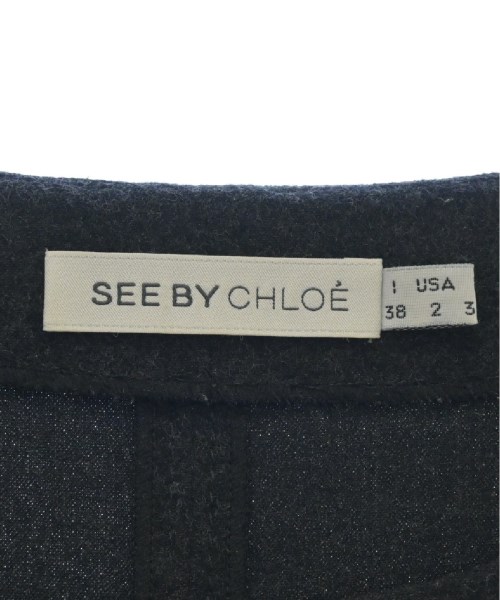 SEE BY CHLOÉ
I USA
38 2 3